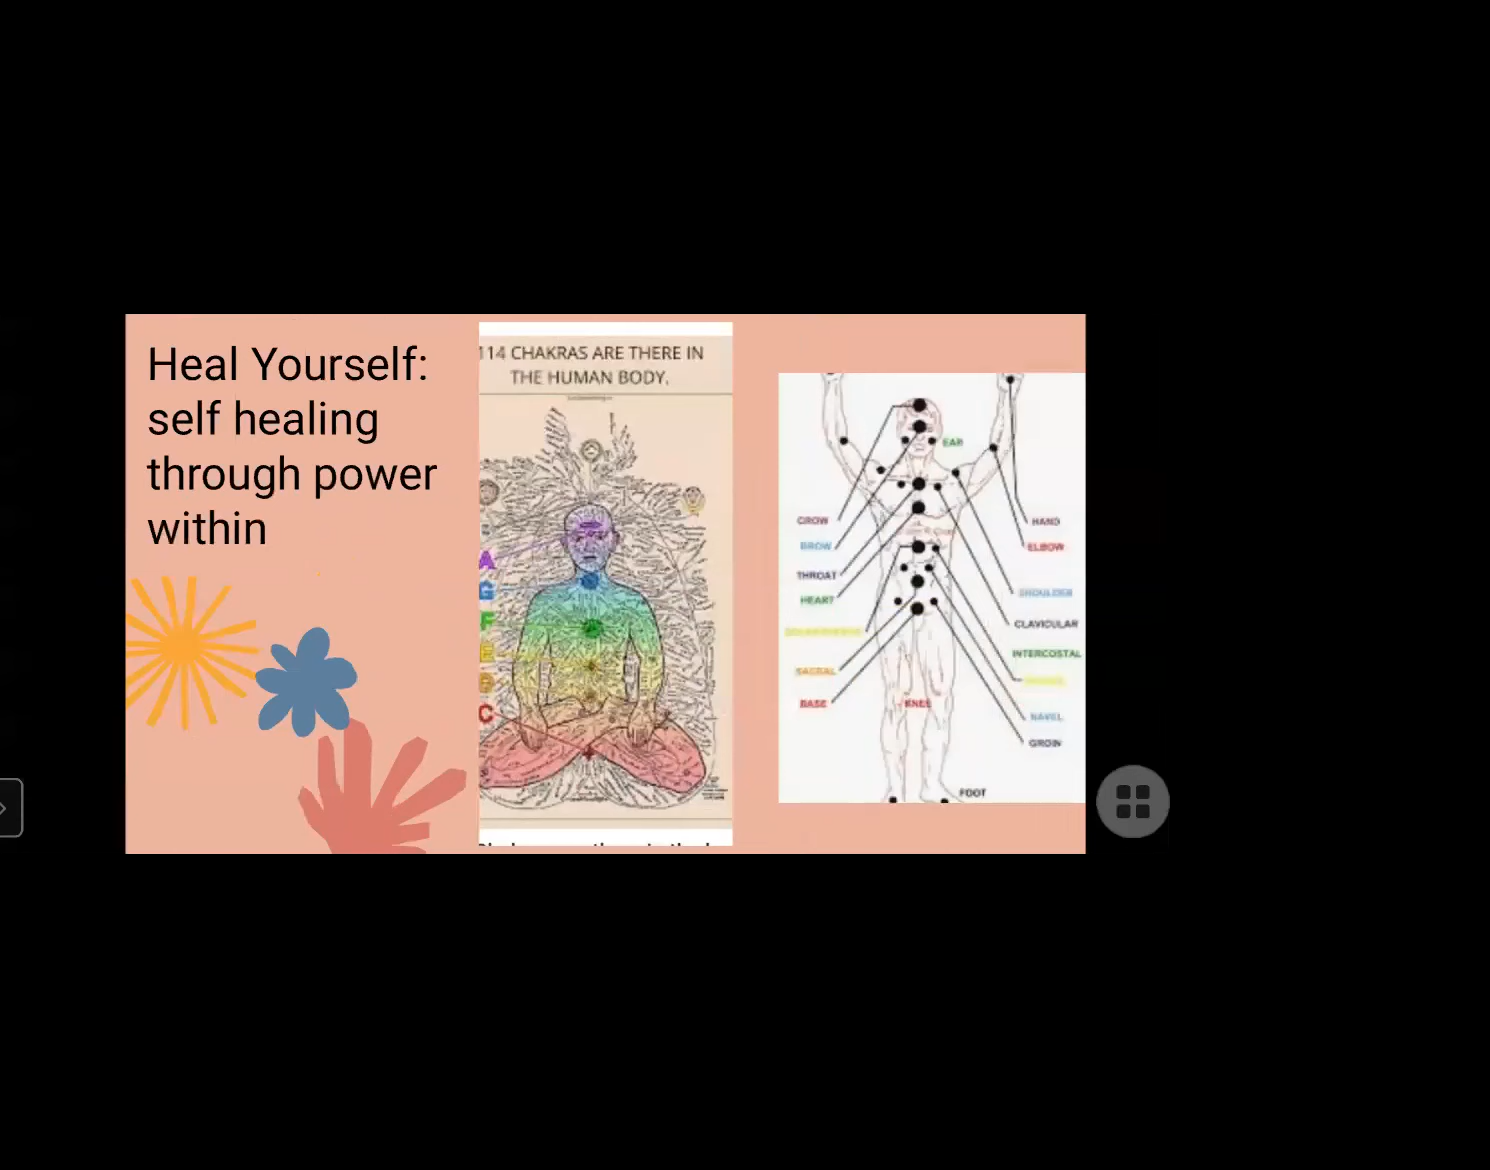 Heal Yourself:
self healing
through power
within
114 CHAKRAS ARE THERE IN
THE HUMAN BODY.
A
G
F
E
D
C
EAR
CROW
BROW
THROAT
HEART
SACRAL
BASE
KNEE
HAND
ELBOW
SHOULDER
CLAVICULAR
INTERCOSTAL
NAVEL
GROIN
FOOT